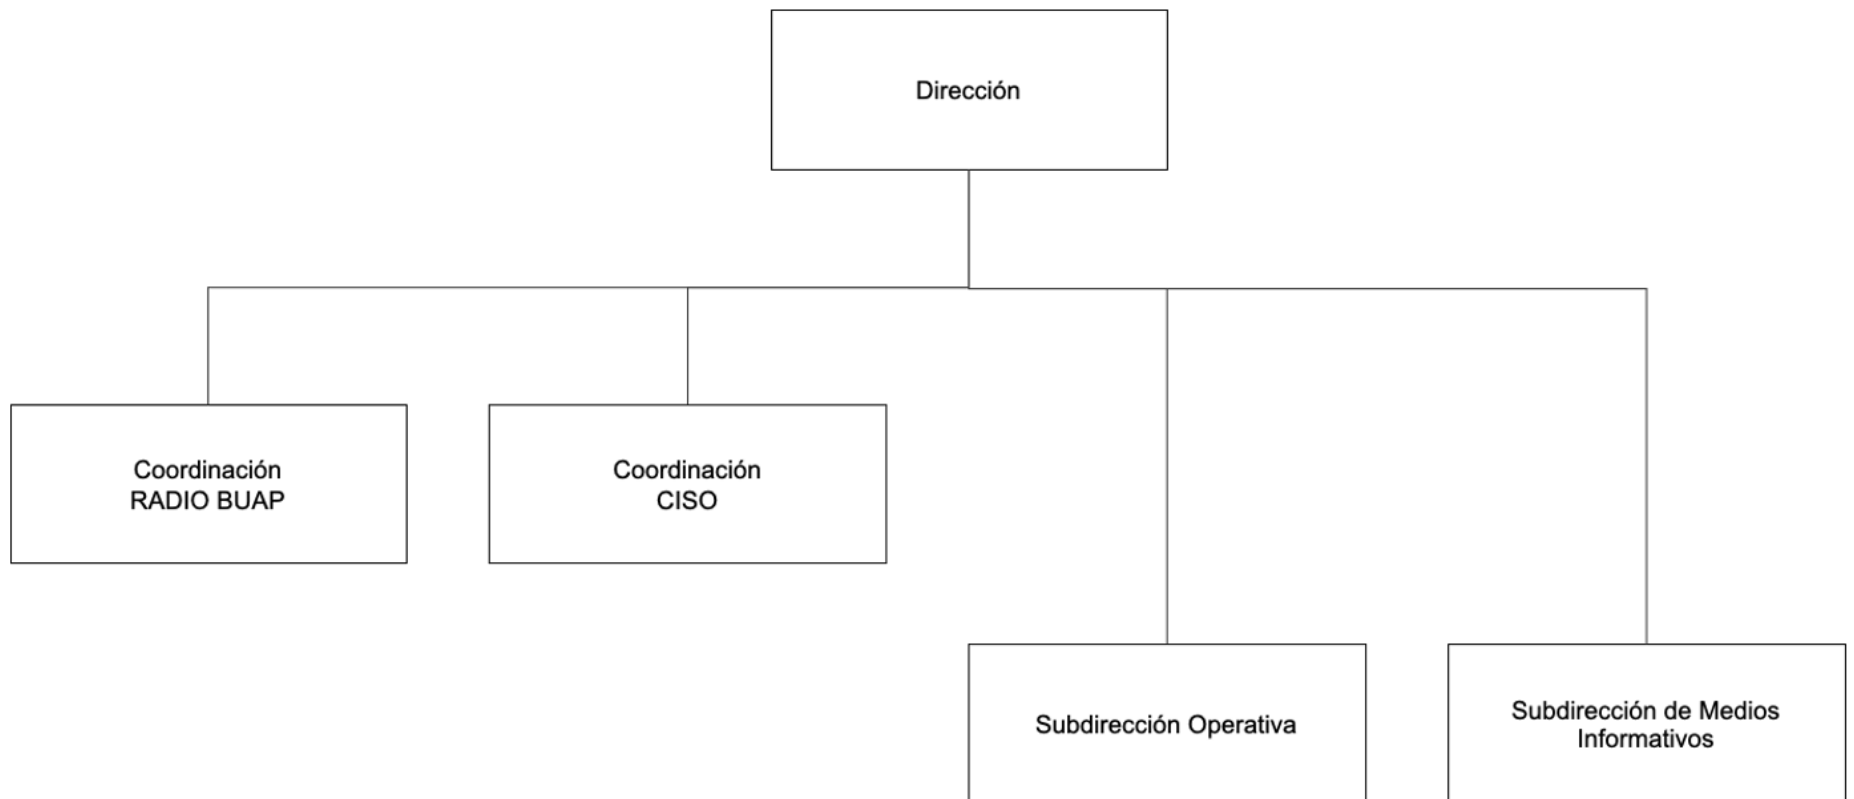 Dirección
Coordinación
RADIO BUAP
Coordinación
CISO
Subdirección Operativa
Subdirección de Medios
Informativos